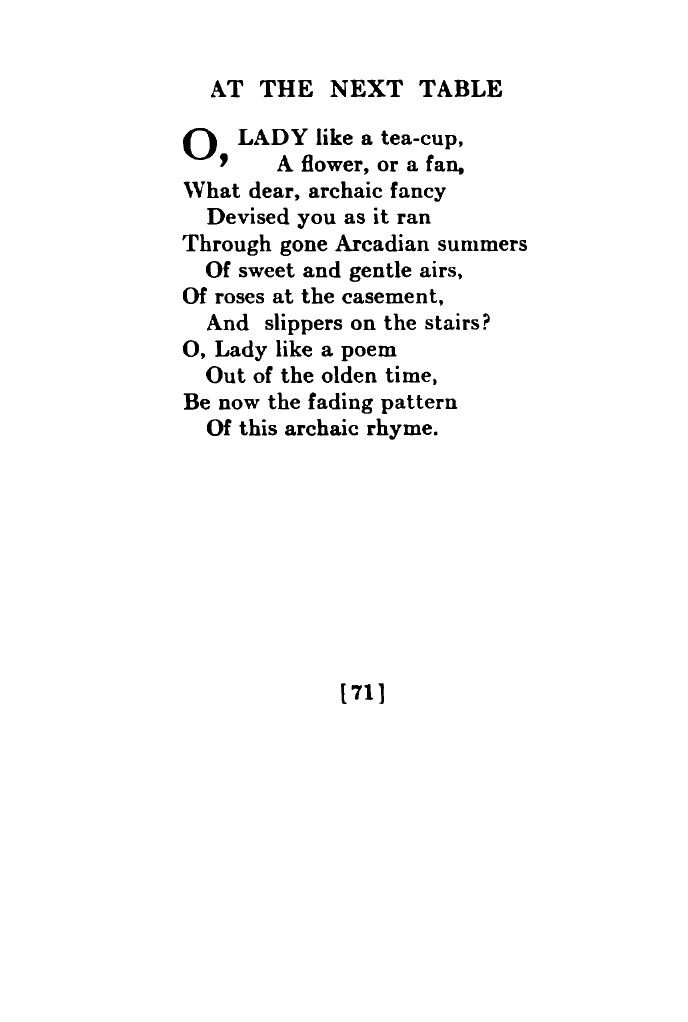 AT THE NEXT TABLE
O, LADY like a tea-cup,
A flower, or a fan,
What dear, archaic fancy
Devised you as it ran
Through gone Arcadian summers
Of sweet and gentle airs,
Of roses at the casement,
And slippers on the stairs?
O, Lady like a poem
Out of the olden time,
Be now the fading pattern
Of this archaic rhyme.
[71]